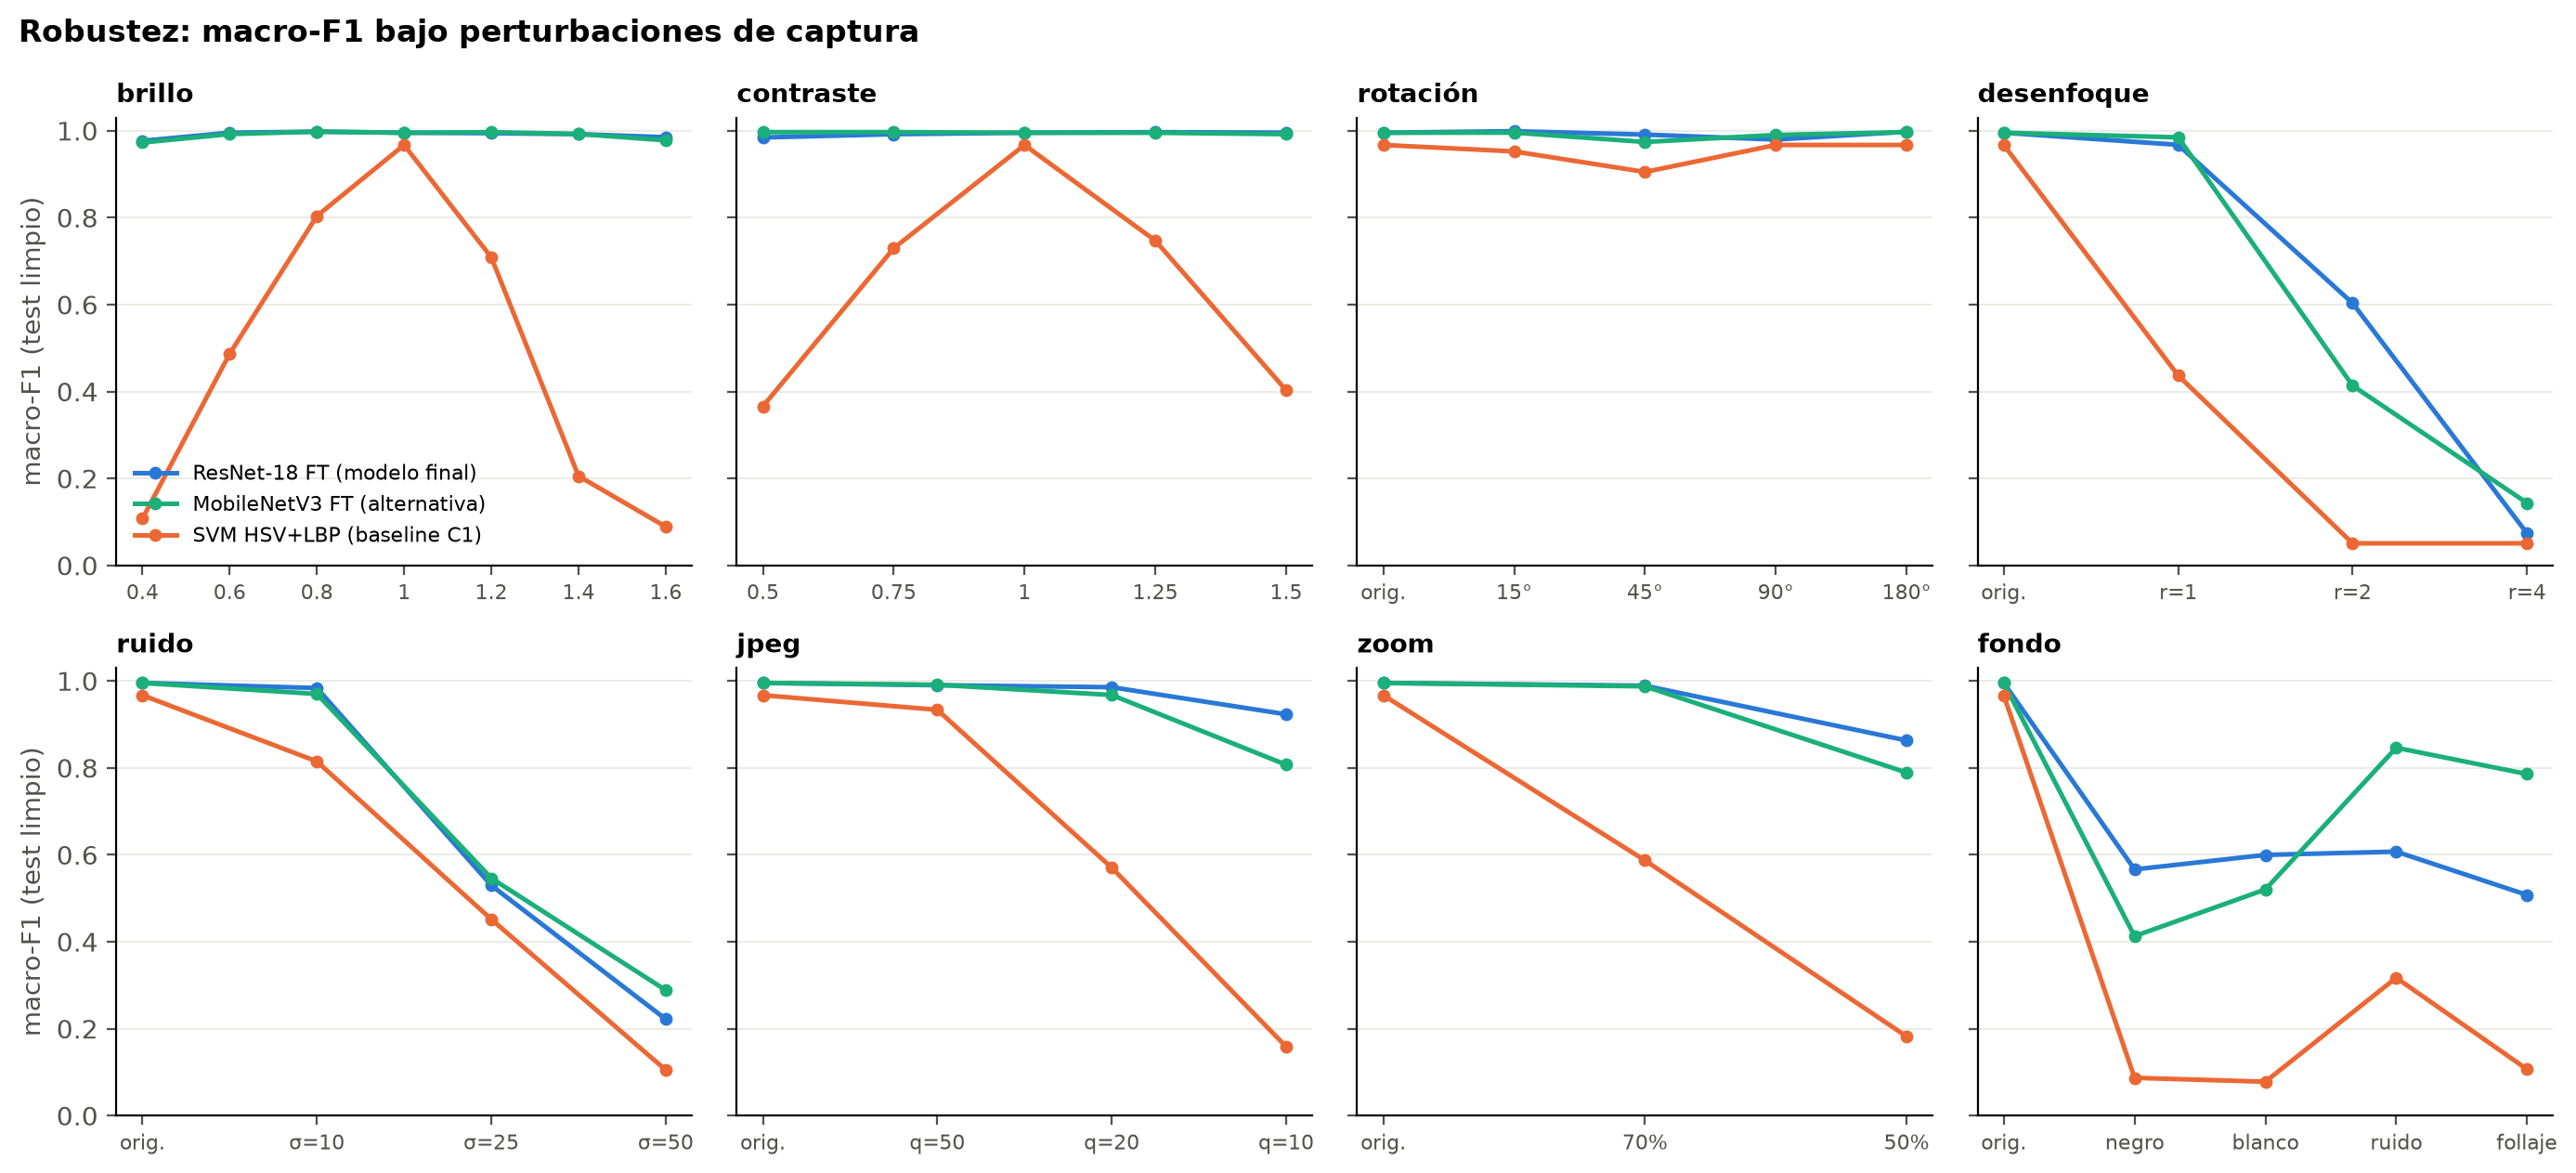 Robustez: macro-F1 bajo perturbaciones de captura
brillo
contraste
rotación
desenfoque
macro-F1 (test limpio)
1.0
0.8
0.6
0.4
0.2
0.0
ResNet-18 FT (modelo final)
MobileNetV3 FT (alternativa)
SVM HSV+LBP (baseline C1)
0.4 0.6 0.8 1 1.2 1.4 1.6
0.5 0.75 1 1.25 1.5
orig. 15° 45° 90° 180°
orig. r=1 r=2 r=4
ruido
jpeg
zoom
fondo
macro-F1 (test limpio)
1.0
0.8
0.6
0.4
0.2
0.0
orig. σ=10 σ=25 σ=50
orig. q=50 q=20 q=10
orig. 70% 50%
orig. negro blanco ruido follaje